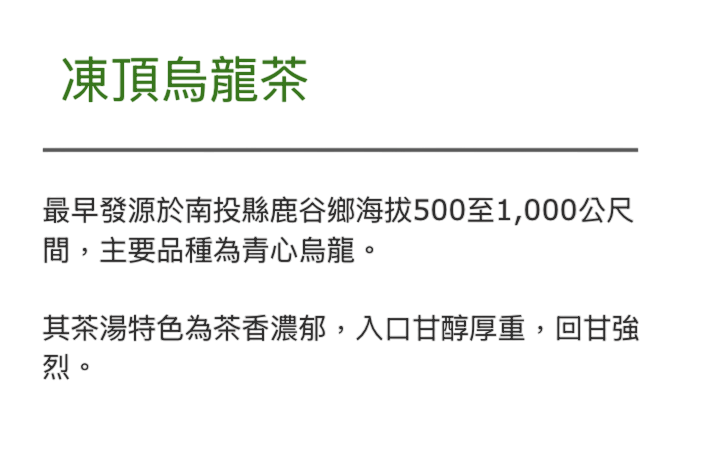 凍頂烏龍茶
最早發源於南投縣鹿谷鄉海拔500至1,000公尺
間，主要品種為青心烏龍。
其茶湯特色為茶香濃郁，入口甘醇厚重，回甘強
烈。